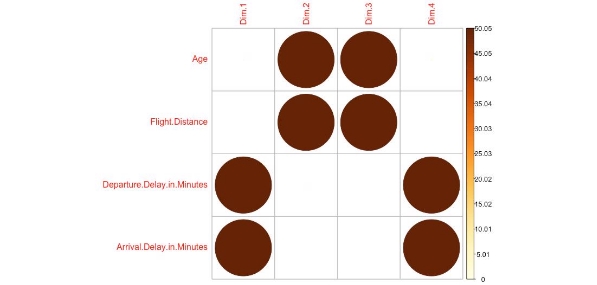 Dim.1 Dim.2 Dim.3 Dim.4
Age
Flight.Distance
Departure.Delay.in.Minutes
Arrival.Delay.in.Minutes
50.05
45.05
40.04
35.04
30.03
25.03
20.02
15.02
10.01
5.01
0